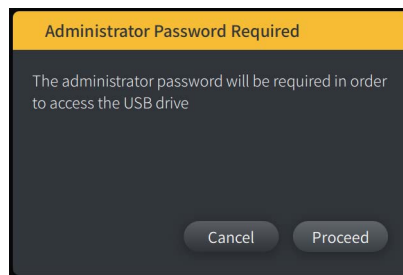 Administrator Password Required
The administrator password will be required in order
to access the USB drive
Cancel
Proceed